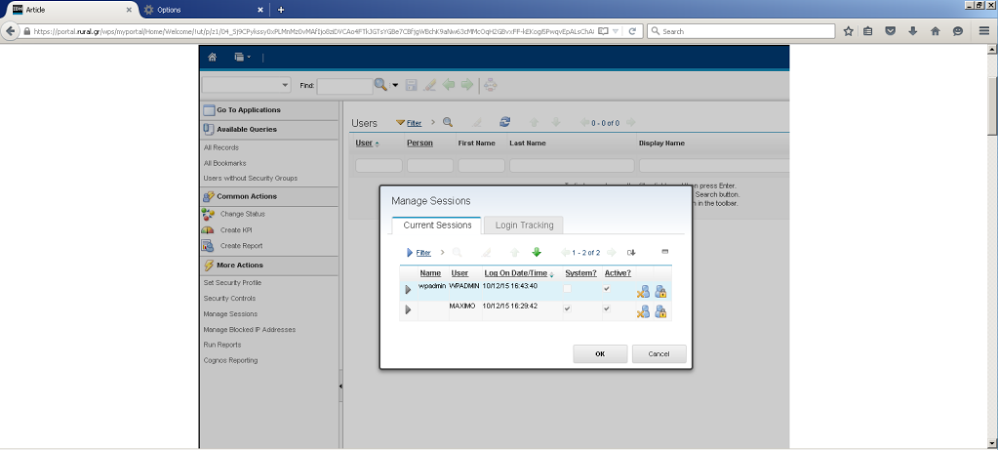 Article
Options
https://portal.rural.gr/wps/myportal/Home/Welcome/
Search
Find:
Go To Applications
Available Queries
All Records
All Bookmarks
Users without Security Groups
Common Actions
Change Status
Create KPI
Create Report
More Actions
Set Security Profile
Security Controls
Manage Sessions
Manage Blocked IP Addresses
Run Reports
Cognos Reporting
Users Filter 0 - 0 of 0
User Person First Name Last Name Display Name
press Enter.
Search button.
in the toolbar.
Manage Sessions
Current Sessions Login Tracking
Filter 1 - 2 of 2
Name User Log On Date/Time System? Active?
wpadmin WPADMIN 10/12/15 16:43:40
MAXIMO 10/12/15 16:29:42
OK Cancel